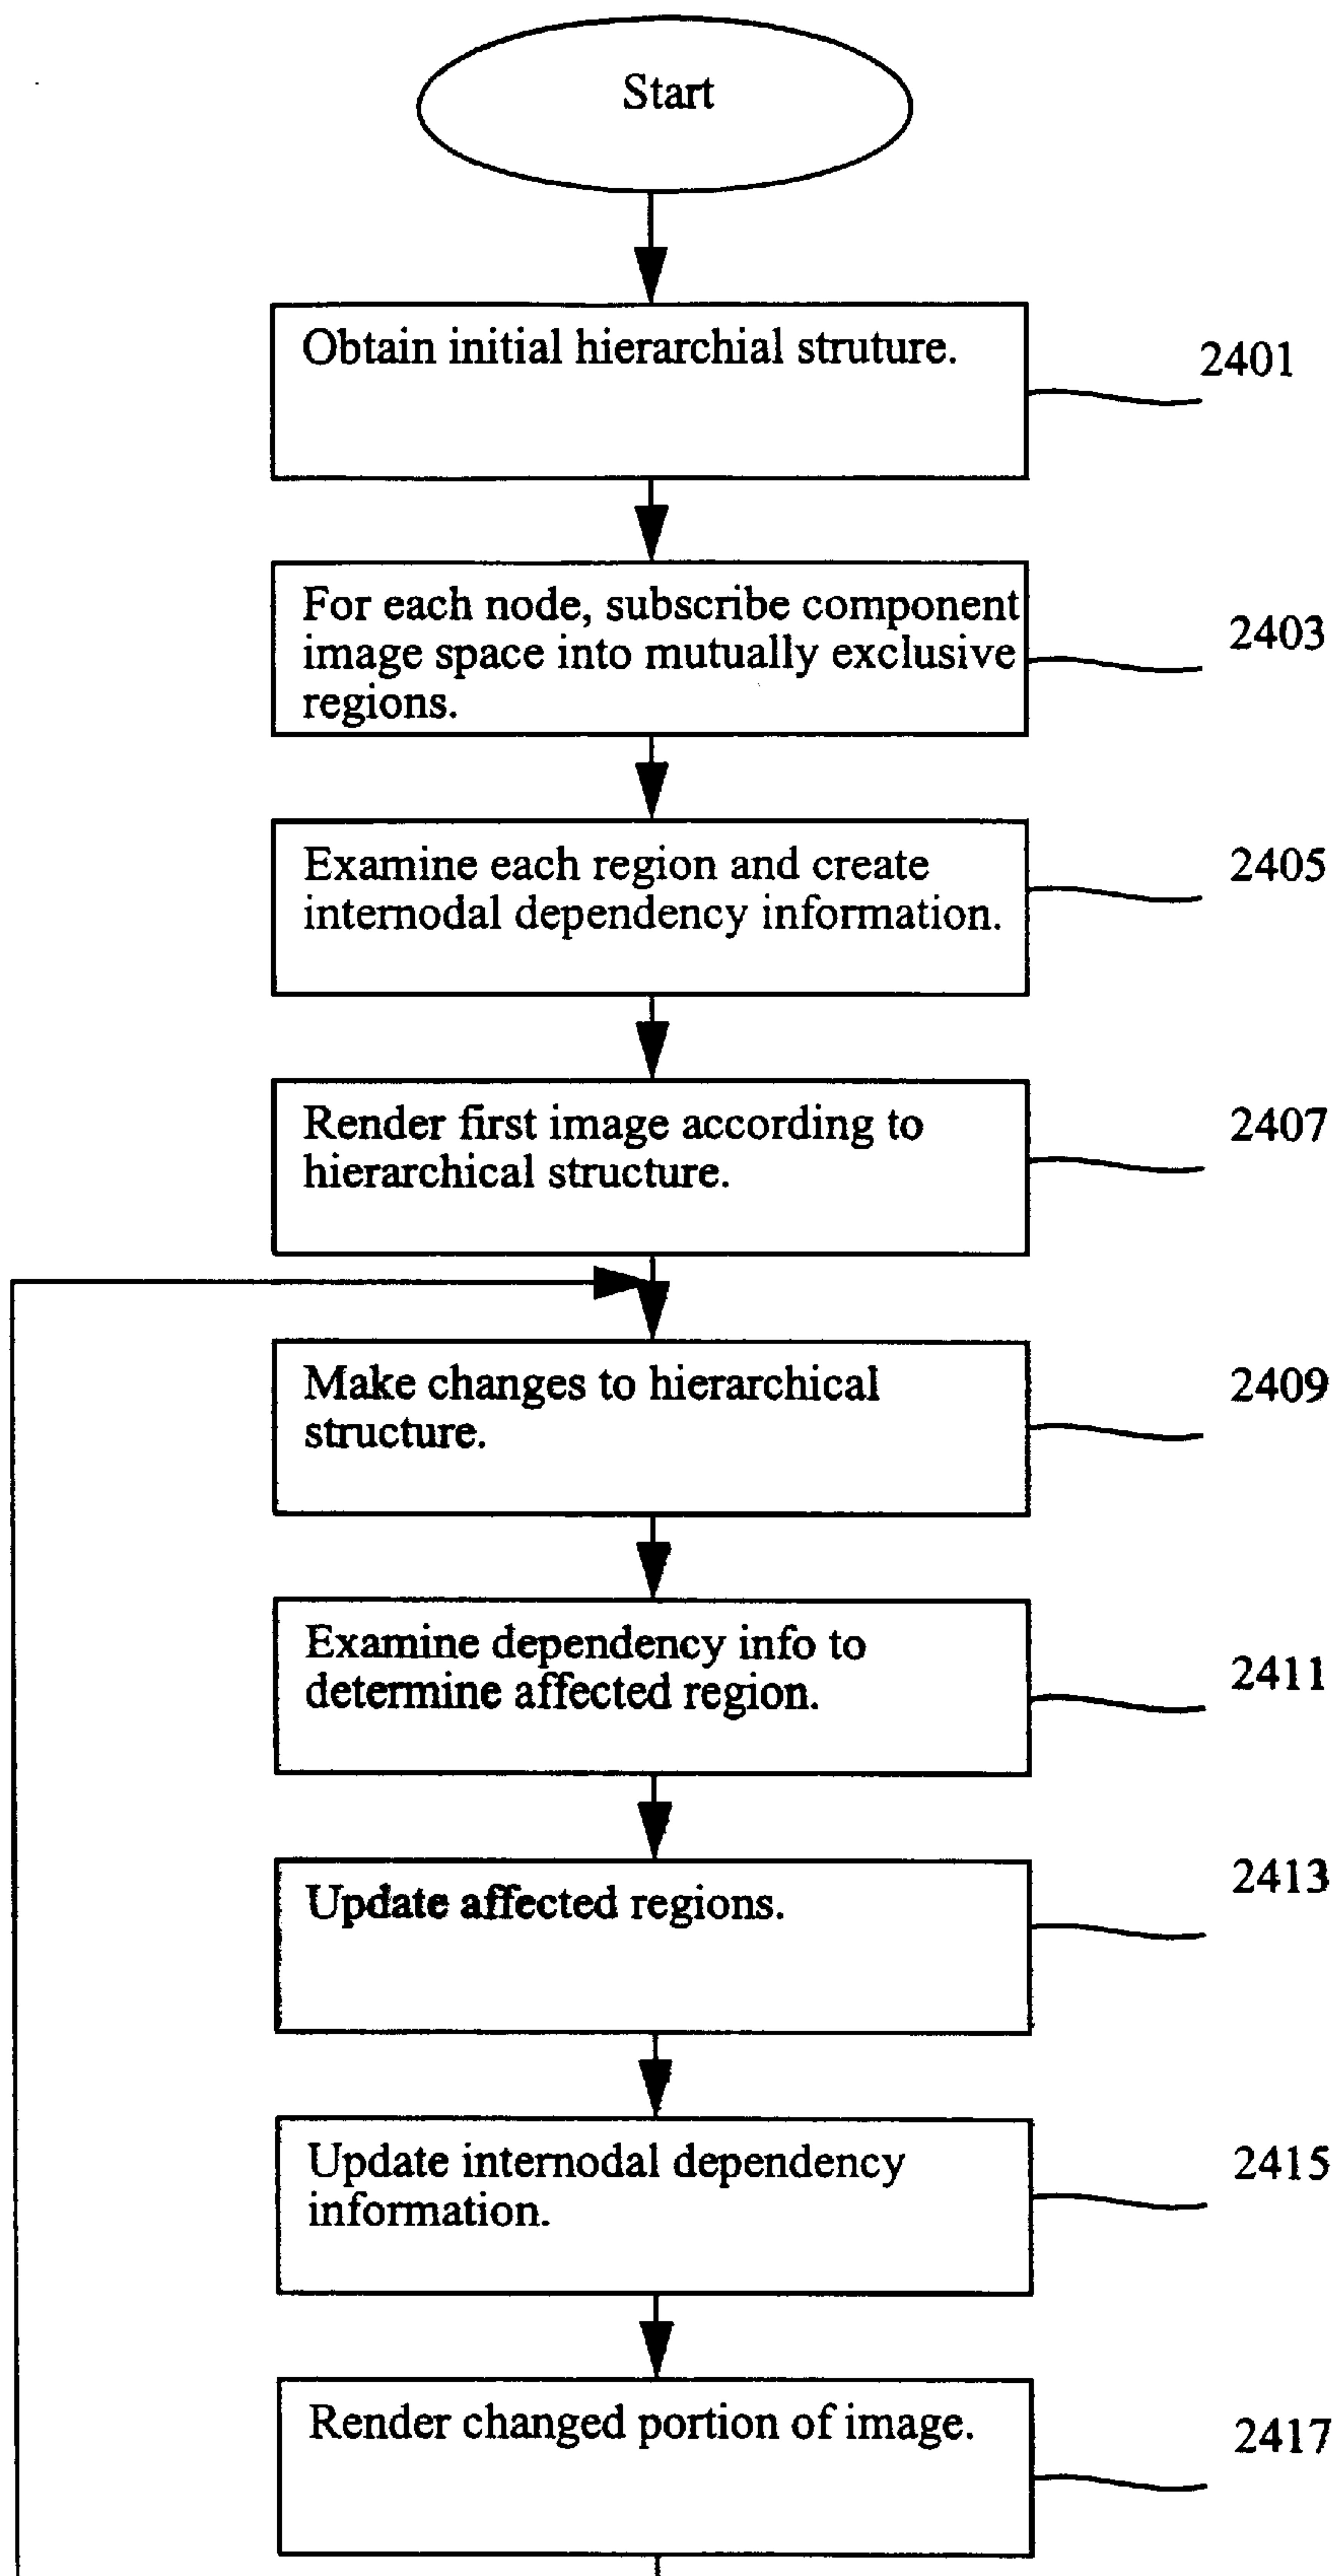 Start
Obtain initial hierarchial struture.
2401
For each node, subscribe component
image space into mutually exclusive
regions.
2403
Examine each region and create
internodal dependency information.
2405
Render first image according to
hierarchical structure.
2407
Make changes to hierarchical
structure.
2409
Examine dependency info to
determine affected region.
2411
Update affected regions.
2413
Update internodal dependency
information.
2415
Render changed portion of image.
2417